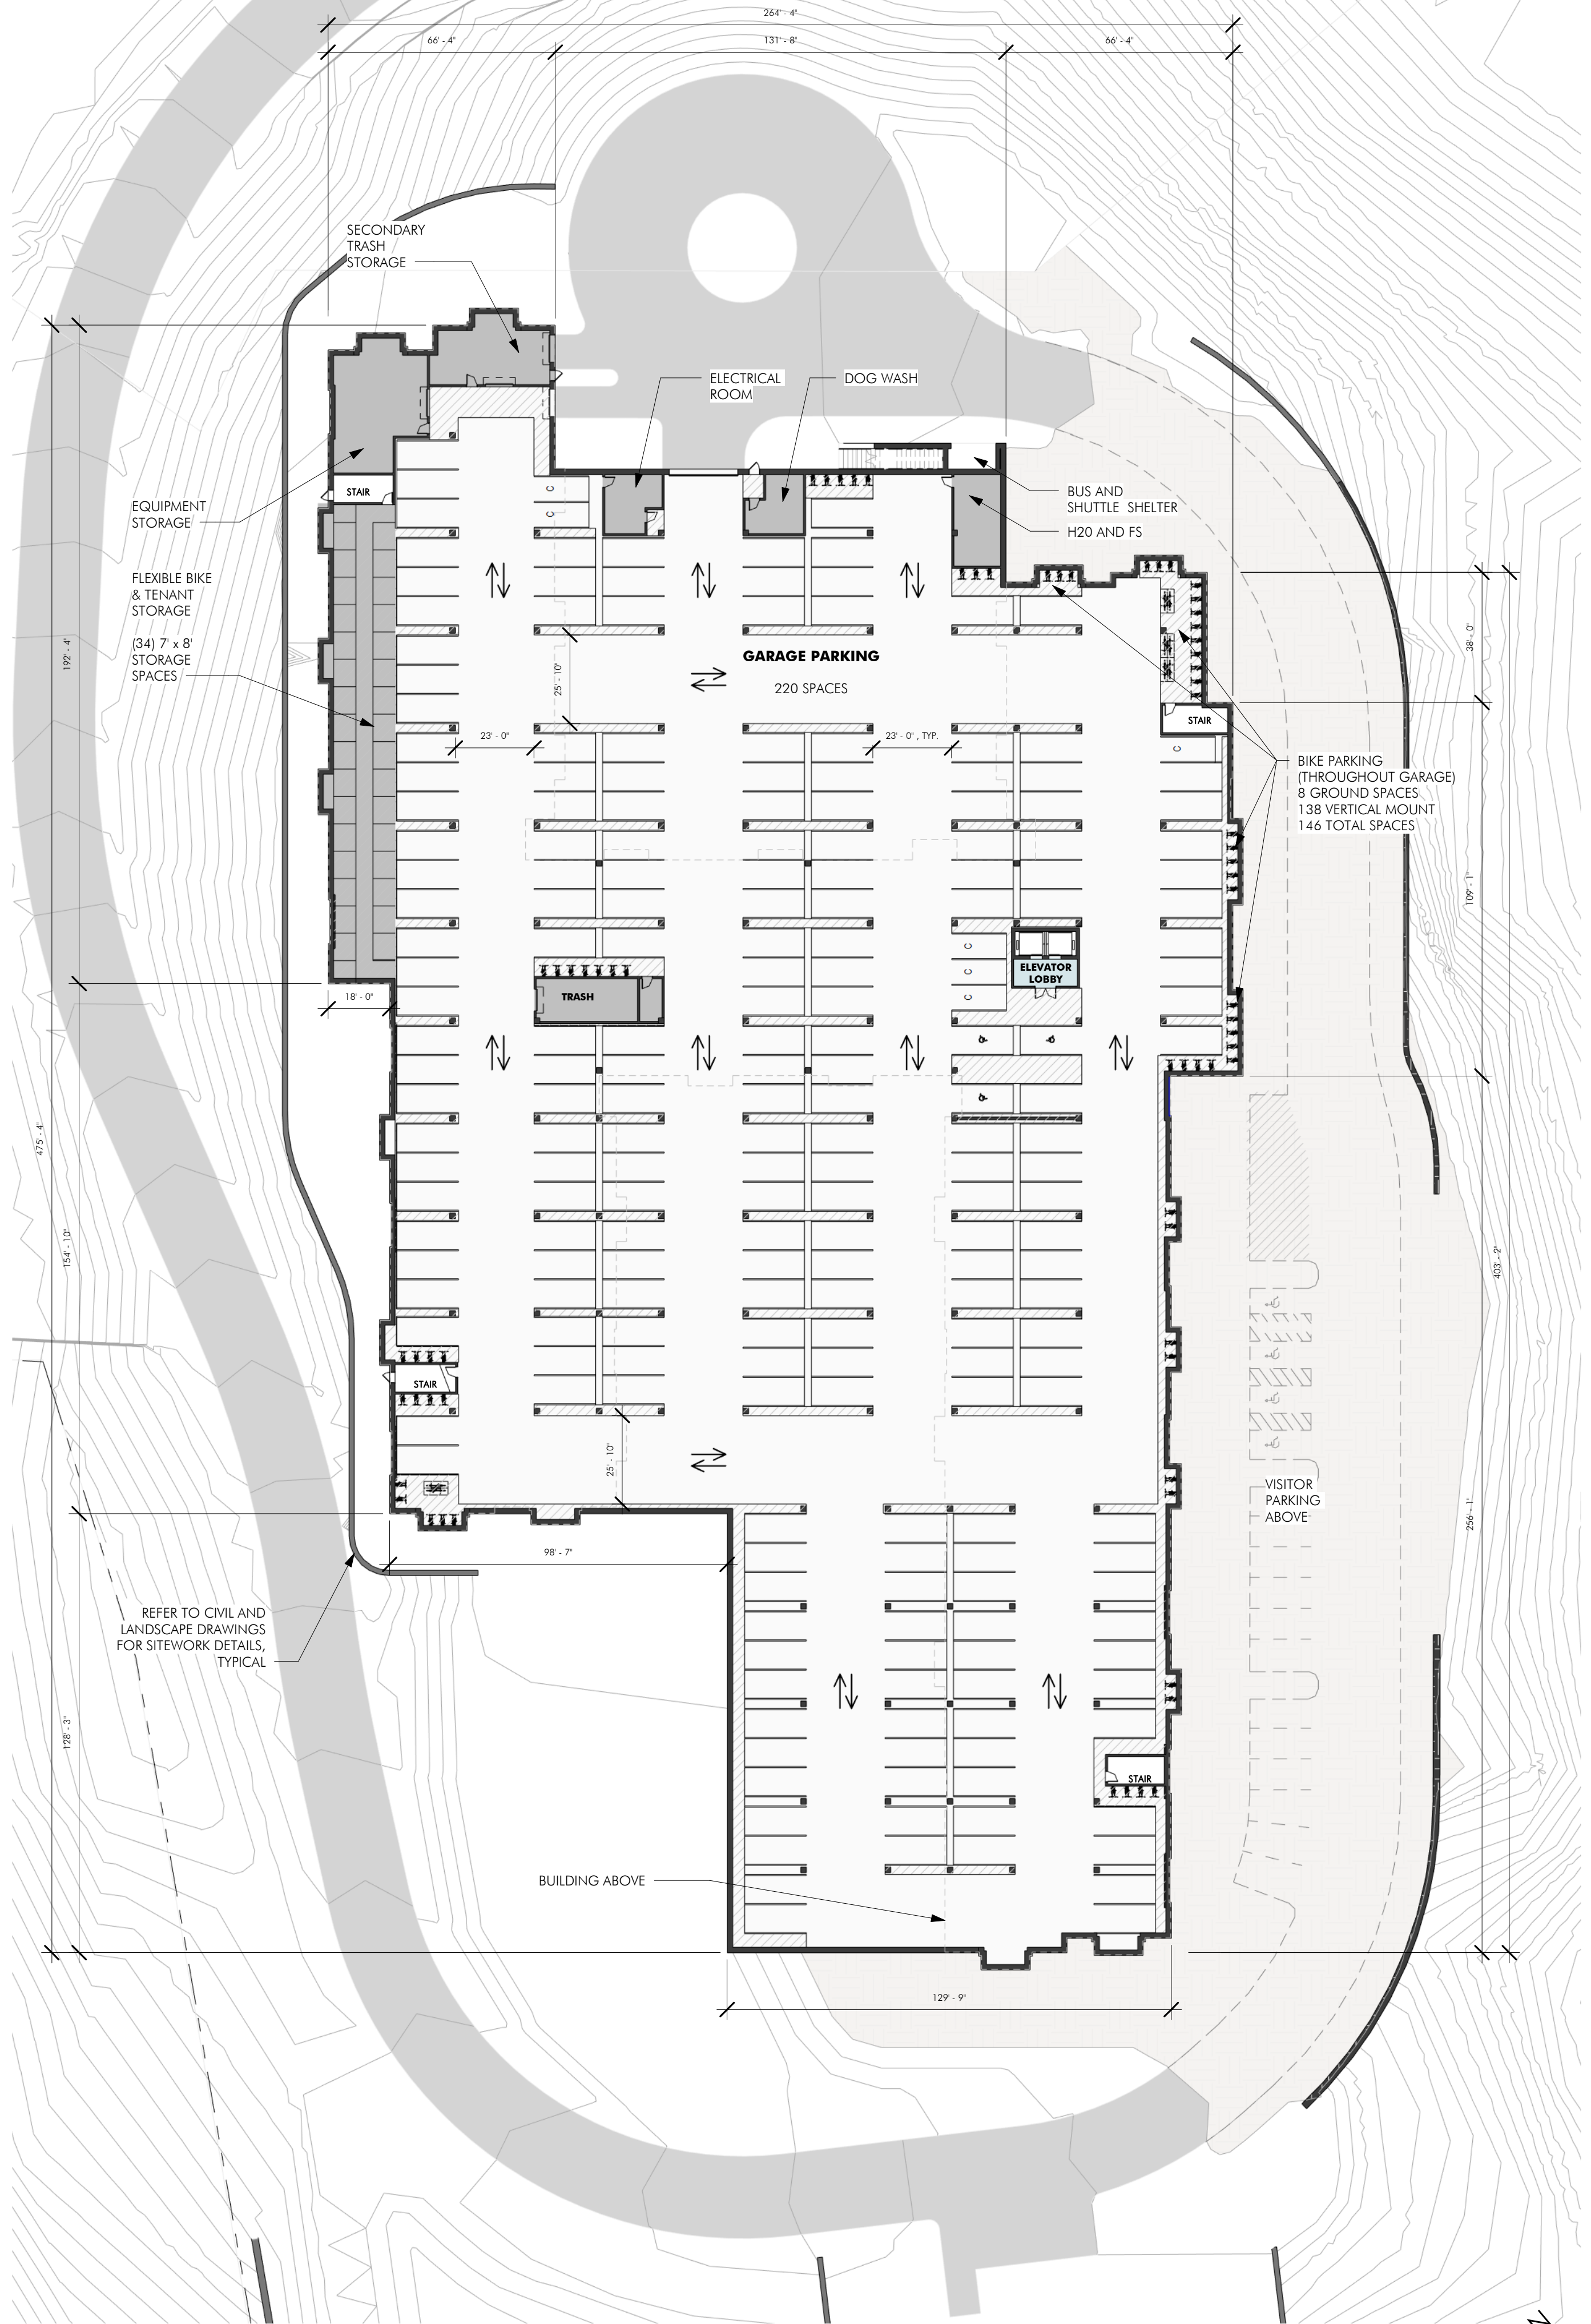 264' - 4"
66' - 4"
131' - 8"
66' - 4"
SECONDARY
TRASH
STORAGE
ELECTRICAL
ROOM
DOG WASH
STAIR
EQUIPMENT
STORAGE
C
C
BUS AND
SHUTTLE SHELTER
H20 AND FS
FLEXIBLE BIKE
& TENANT
STORAGE
(34) 7' x 8'
STORAGE
SPACES
192' - 4"
25' - 10"
GARAGE PARKING
220 SPACES
38' - 0"
STAIR
23' - 0"
23' - 0" , TYP.
C
BIKE PARKING
(THROUGHOUT GARAGE)
8 GROUND SPACES
138 VERTICAL MOUNT
146 TOTAL SPACES
109' - 1"
C
C
C
ELEVATOR
LOBBY
18' - 0"
TRASH
475' - 4"
154' - 10"
403' - 2"
STAIR
25' - 10"
VISITOR
PARKING
ABOVE
256' - 1"
98' - 7"
REFER TO CIVIL AND
LANDSCAPE DRAWINGS
FOR SITEWORK DETAILS,
TYPICAL
128' - 3"
STAIR
BUILDING ABOVE
129' - 9"